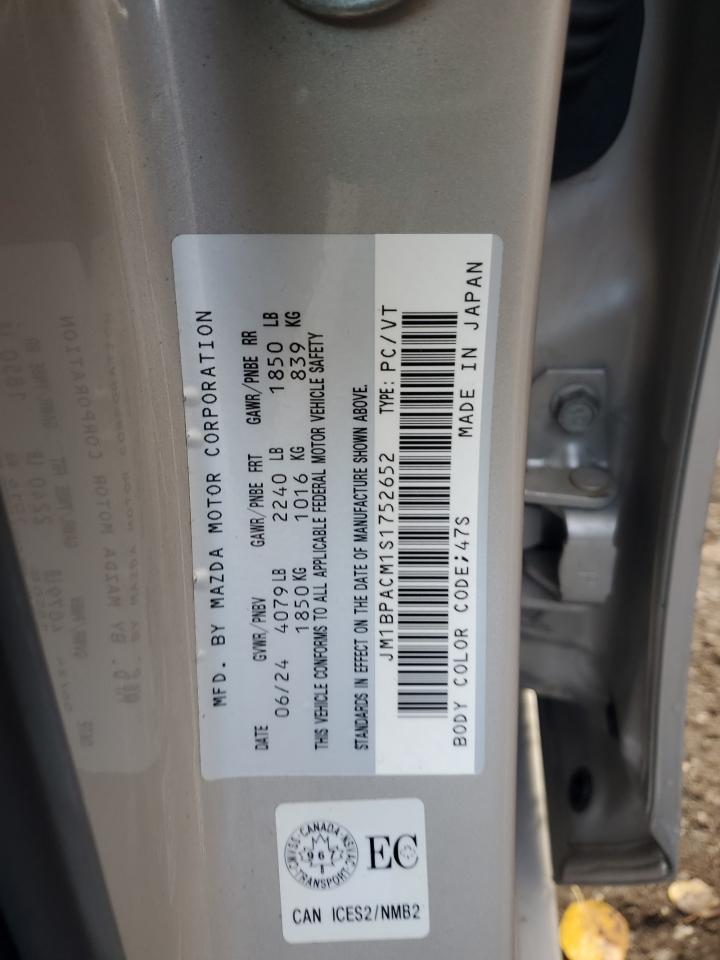 MFD. BY MAZDA MOTOR CORPORATION
DATE GVWR/PNBV GAWR/PNBE FRT GAWR/PNBE RR
06/24 4079 LB 2240 LB 1850 LB
1850 KG 1016 KG 839 KG
THIS VEHICLE CONFORMS TO ALL APPLICABLE FEDERAL MOTOR VEHICLE SAFETY
STANDARDS IN EFFECT ON THE DATE OF MANUFACTURE SHOWN ABOVE.
JM1BPACM1S1752652 TYPE: PC/VT
BODY COLOR CODE;47S MADE IN JAPAN
CANADA
TRANSPORT
EC
CAN ICES2/NMB2